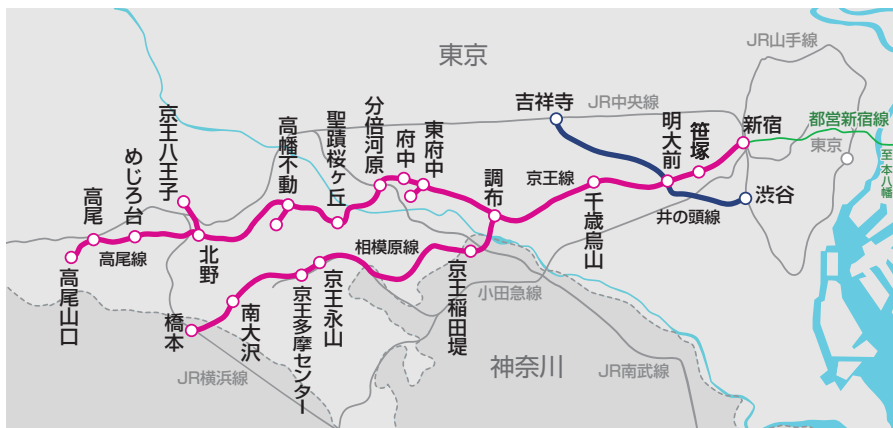 東京
JR山手線
吉祥寺
JR中央線
新宿
都営新宿線
至本八幡
東京
笹塚
明大前
京王線
井の頭線
渋谷
千歳烏山
調布
東府中
府中
分倍河原
聖蹟桜ヶ丘
高幡不動
京王八王子
めじろ台
高尾
高尾線
高尾山口
北野
相模原線
橋本
南大沢
京王多摩センター
京王永山
京王稲田堤
小田急線
神奈川
JR横浜線
JR南武線